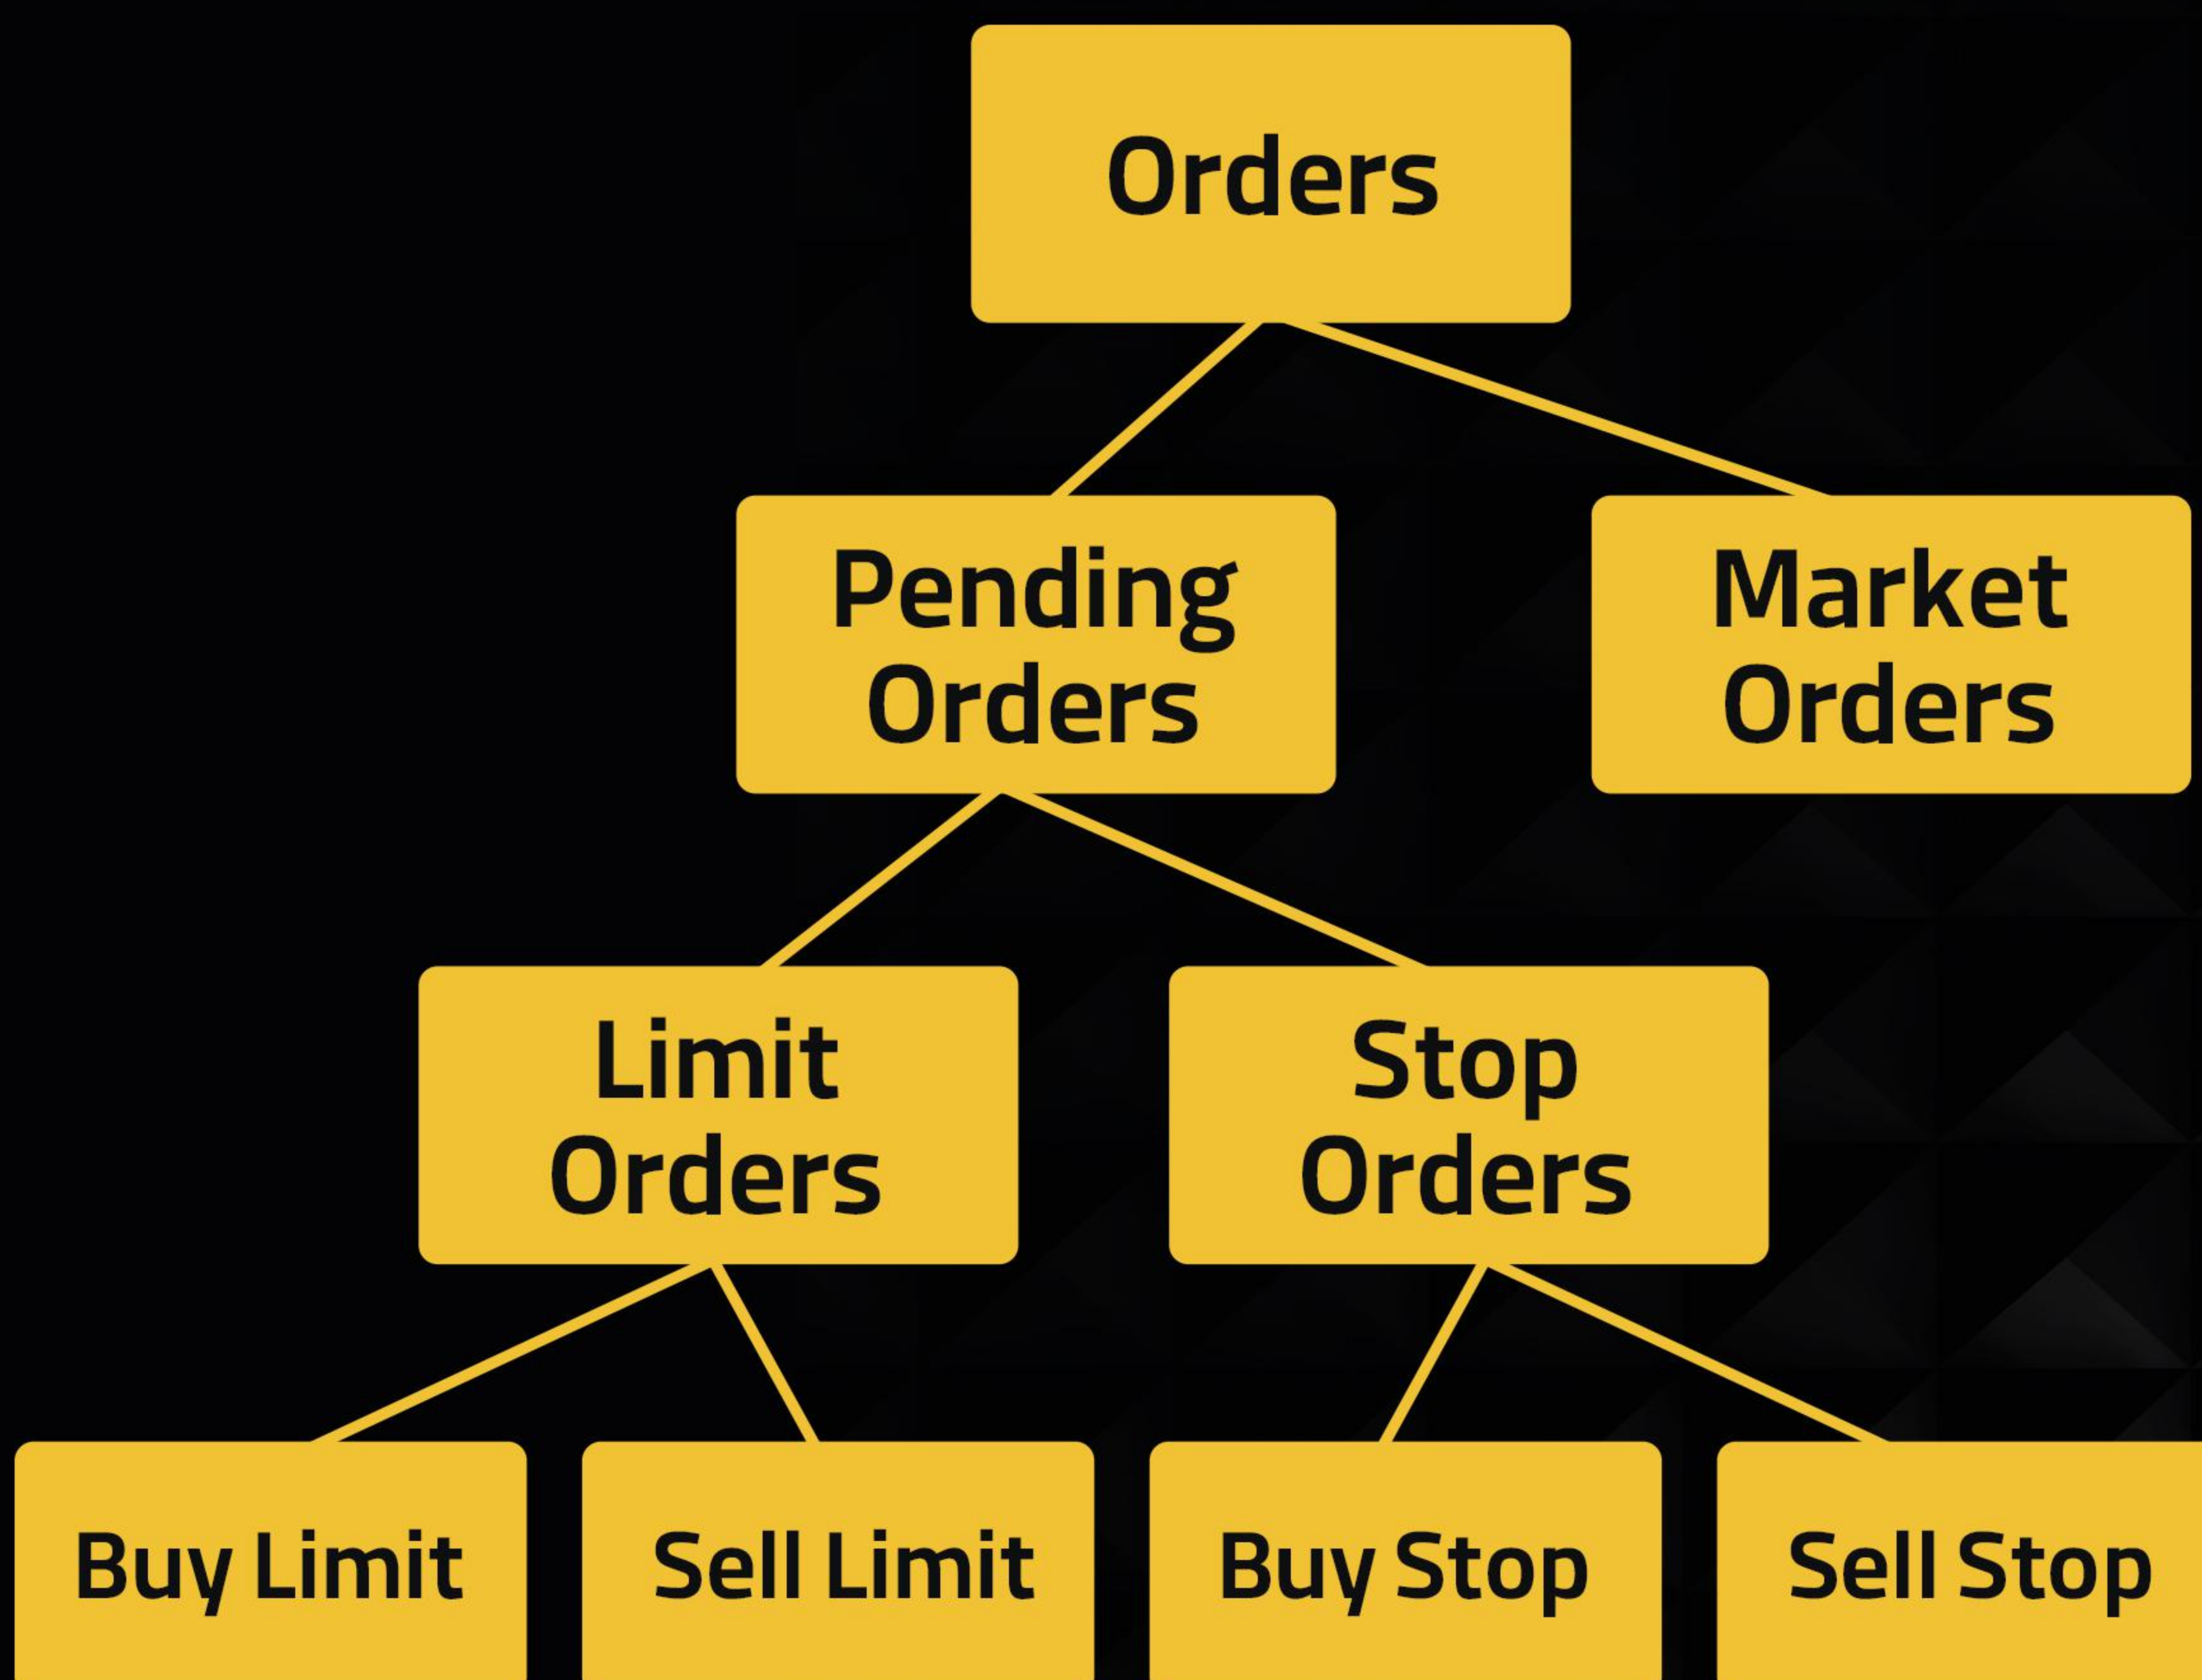 Orders
Pending
Orders
Market
Orders
Limit
Orders
Stop
Orders
Buy Limit
Sell Limit
Buy Stop
Sell Stop